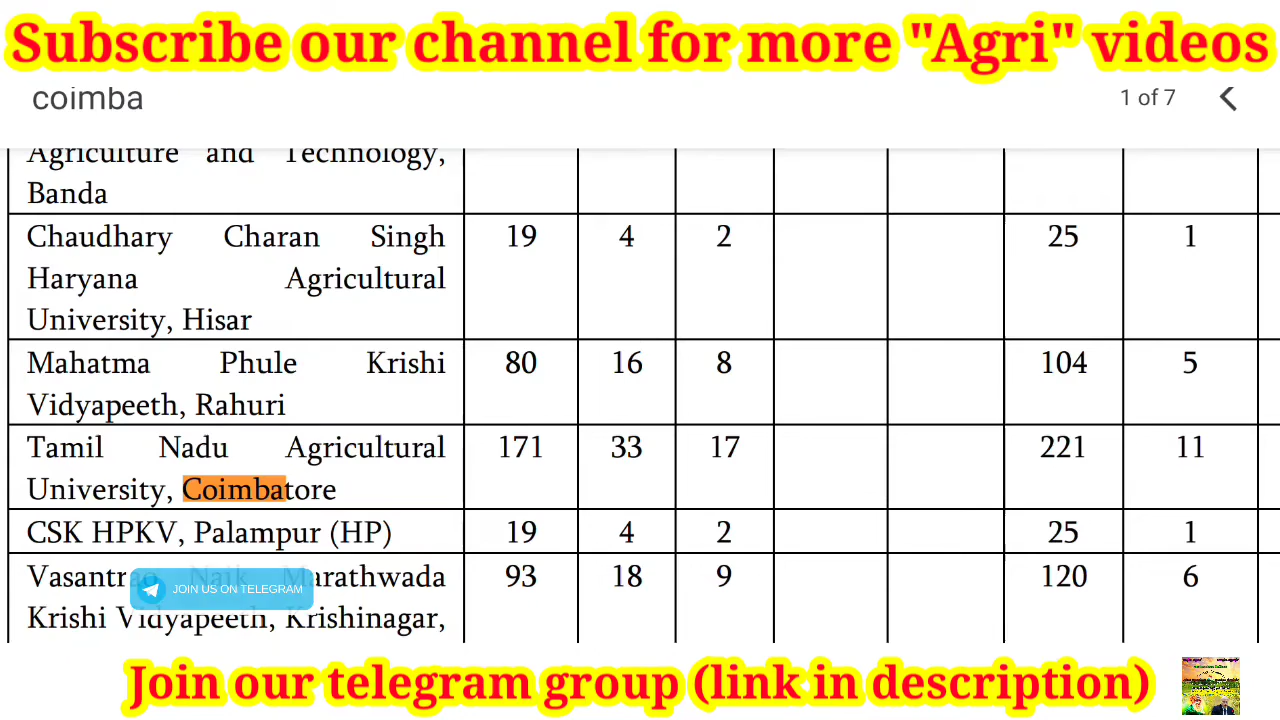 Subscribe our channel for more "Agri" videos
coimba 1 of 7
Agriculture and Technology,
Banda
Chaudhary Charan Singh 19 4 2 25 1
Haryana Agricultural
University, Hisar
Mahatma Phule Krishi 80 16 8 104 5
Vidyapeeth, Rahuri
Tamil Nadu Agricultural 171 33 17 221 11
University, Coimbatore
CSK HPKV, Palampur (HP) 19 4 2 25 1
Vasantrao Naik Marathwada 93 18 9 120 6
JOIN US ON TELEGRAM
Krishi Vidyapeeth, Krishinagar,
Join our telegram group (link in description)